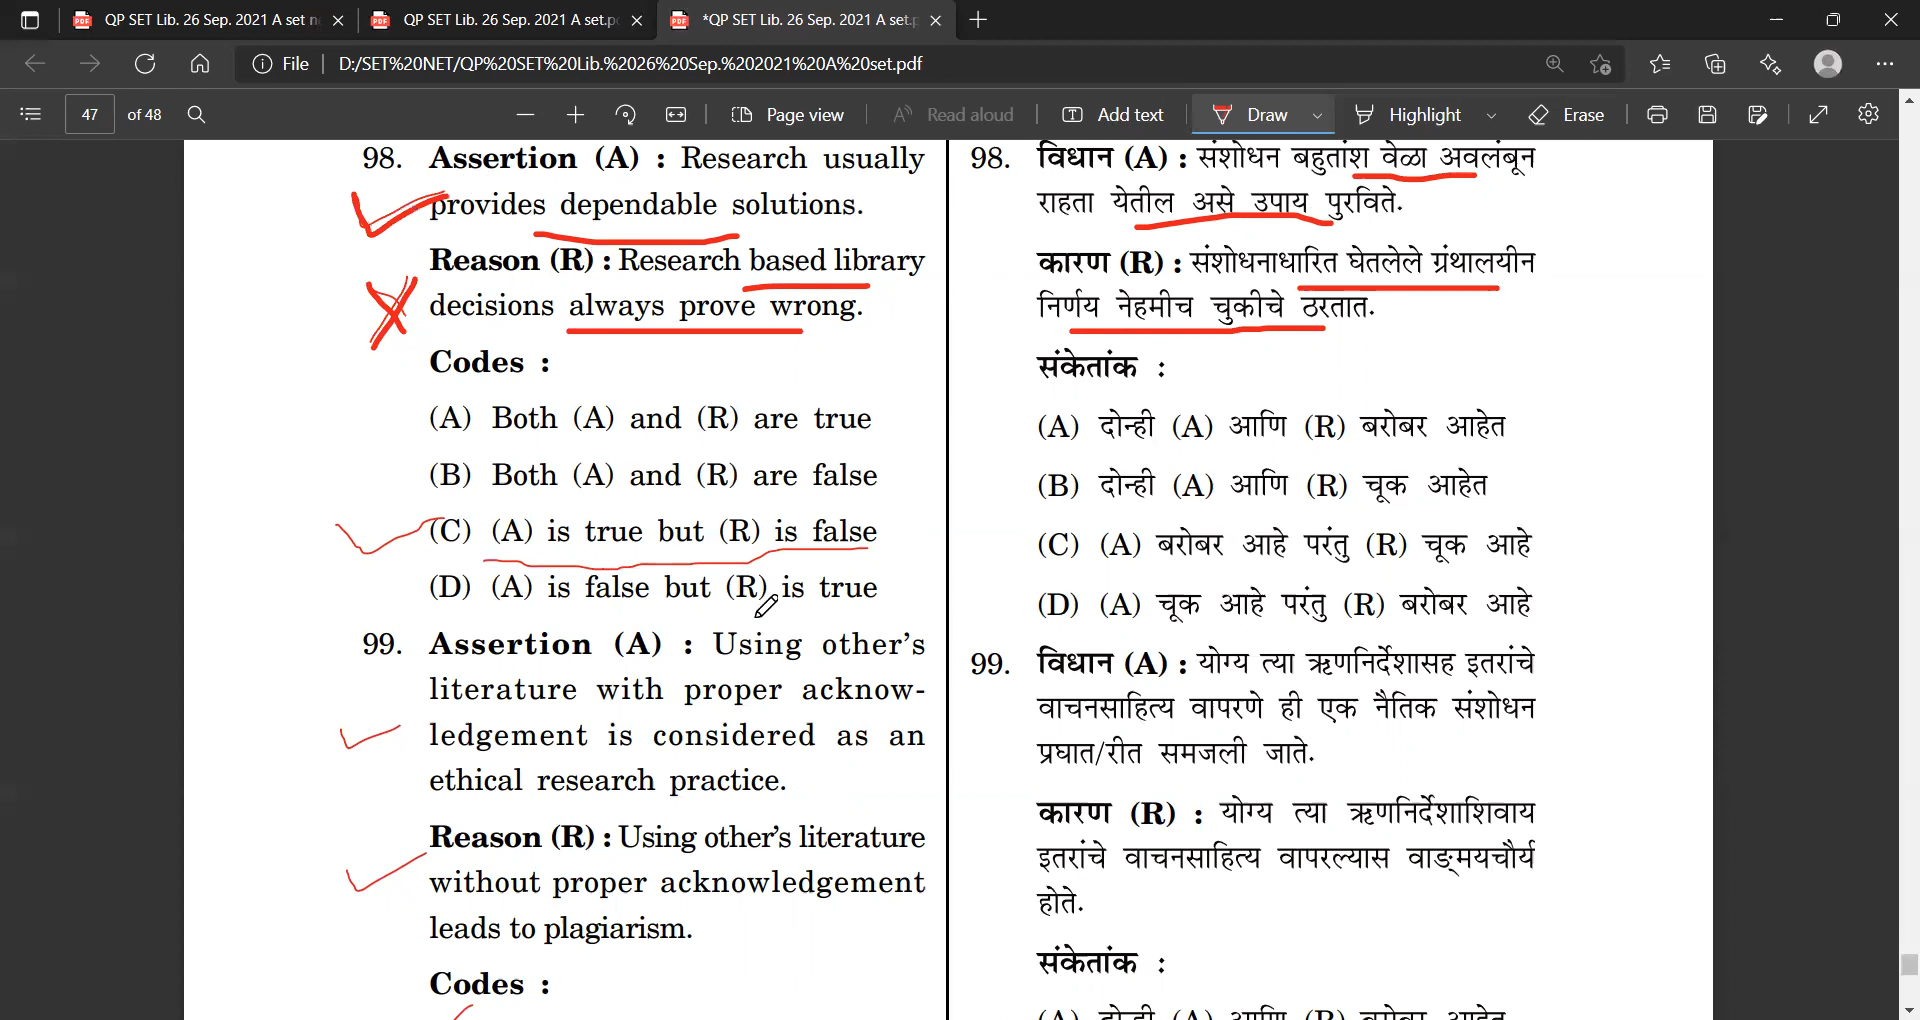 QP SET Lib. 26 Sep. 2021 A set n
QP SET Lib. 26 Sep. 2021 A set.p
*QP SET Lib. 26 Sep. 2021 A set.p
File
D:/SET%20NET/QP%20SET%20Lib.%2026%20Sep.%202021%20A%20set.pdf
47 of 48
Page view
Read aloud
Add text
Draw
Highlight
Erase
98. Assertion (A) : Research usually
provides dependable solutions.
Reason (R) : Research based library
decisions always prove wrong.
Codes :
(A) Both (A) and (R) are true
(B) Both (A) and (R) are false
(C) (A) is true but (R) is false
(D) (A) is false but (R) is true
99. Assertion (A) : Using other's
literature with proper acknow-
ledgement is considered as an
ethical research practice.
Reason (R) : Using other's literature
without proper acknowledgement
leads to plagiarism.
Codes :
98. विधान (A) : संशोधन बहुतांश वेळा अवलंबून
राहता येतील असे उपाय पुरविते.
कारण (R) : संशोधनाधारित घेतलेले ग्रंथालयीन
निर्णय नेहमीच चुकीचे ठरतात.
संकेतांक :
(A) दोन्ही (A) आणि (R) बरोबर आहेत
(B) दोन्ही (A) आणि (R) चूक आहेत
(C) (A) बरोबर आहे परंतु (R) चूक आहे
(D) (A) चूक आहे परंतु (R) बरोबर आहे
99. विधान (A) : योग्य त्या ऋणनिर्देशासह इतरांचे
वाचनसाहित्य वापरणे ही एक नैतिक संशोधन
प्रघात/रीत समजली जाते.
कारण (R) : योग्य त्या ऋणनिर्देशाशिवाय
इतरांचे वाचनसाहित्य वापरल्यास वाङ्मयचौर्य
होते.
संकेतांक :
(A) दोन्ही (A) आणि (R) बरोबर आहेत